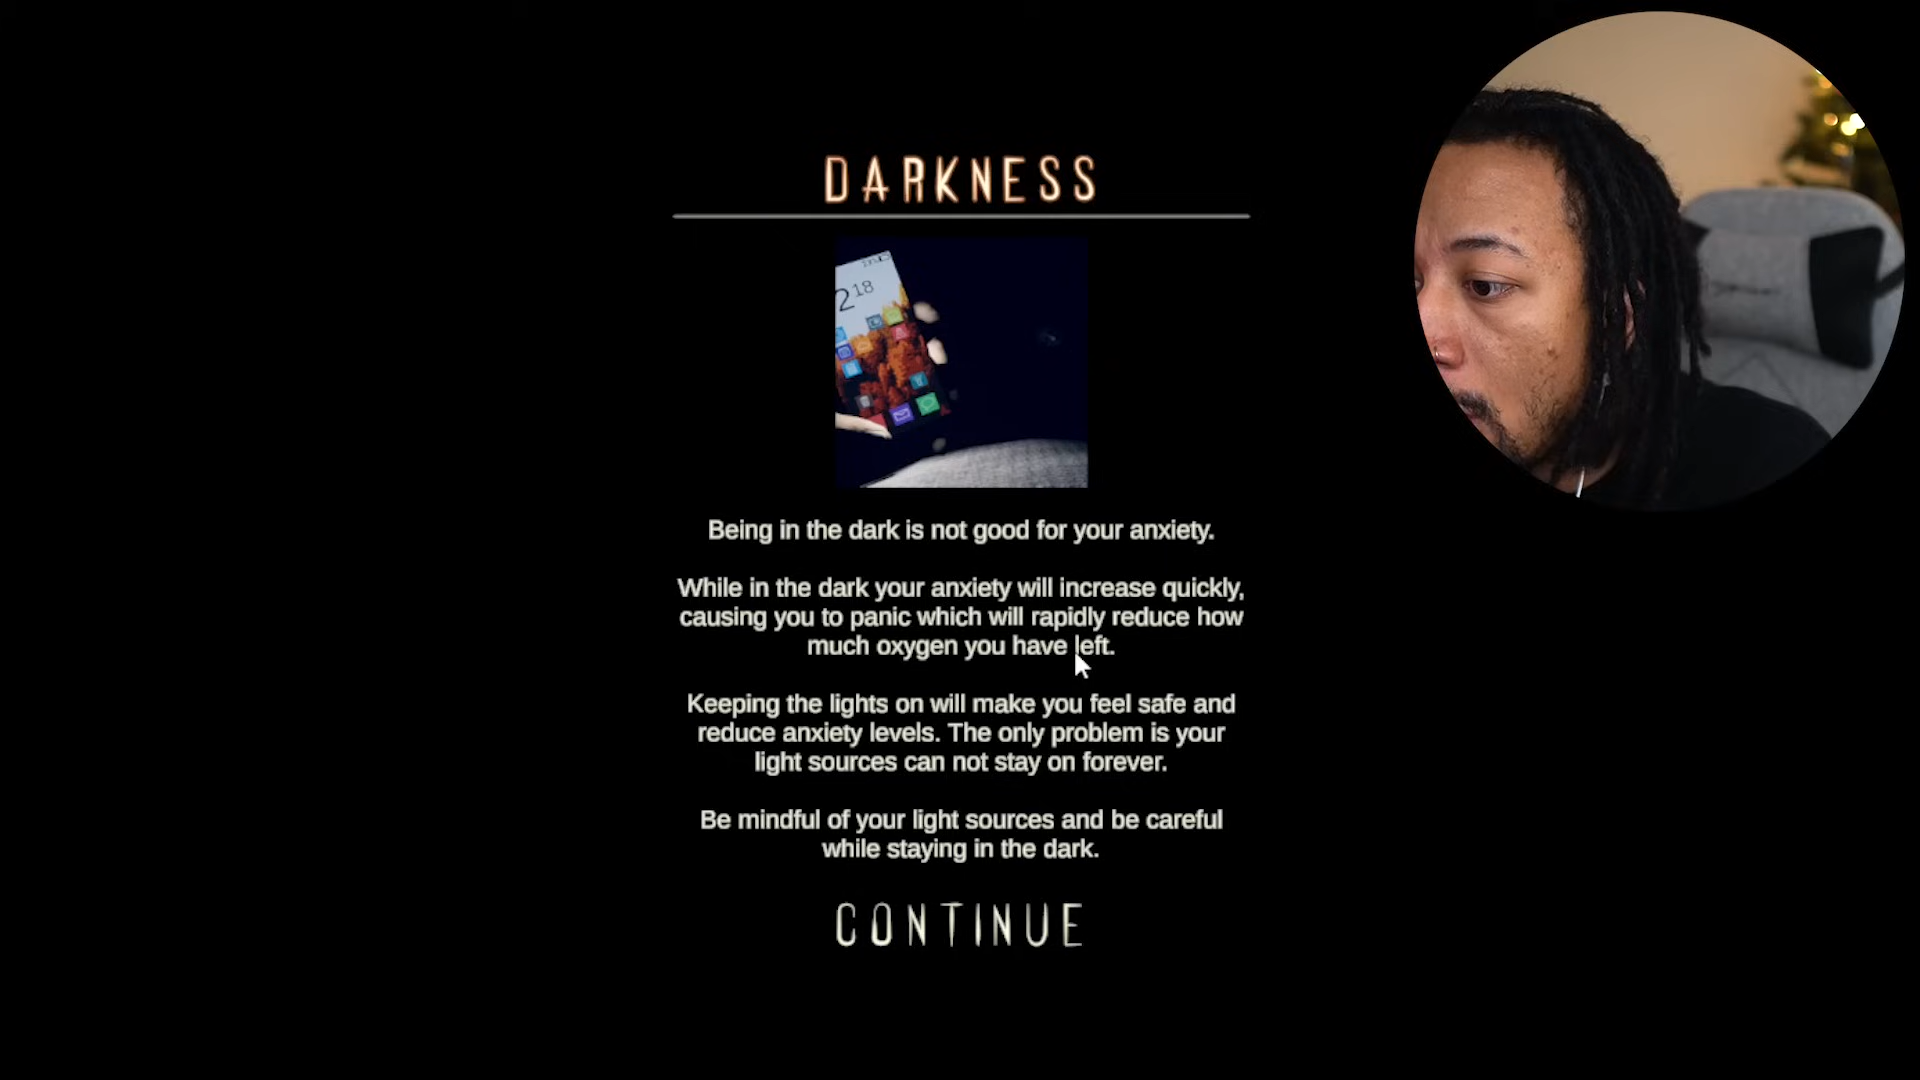 DARKNESS
2 18
Being in the dark is not good for your anxiety.
While in the dark your anxiety will increase quickly,
causing you to panic which will rapidly reduce how
much oxygen you have left.
Keeping the lights on will make you feel safe and
reduce anxiety levels. The only problem is your
light sources can not stay on forever.
Be mindful of your light sources and be careful
while staying in the dark.
CONTINUE